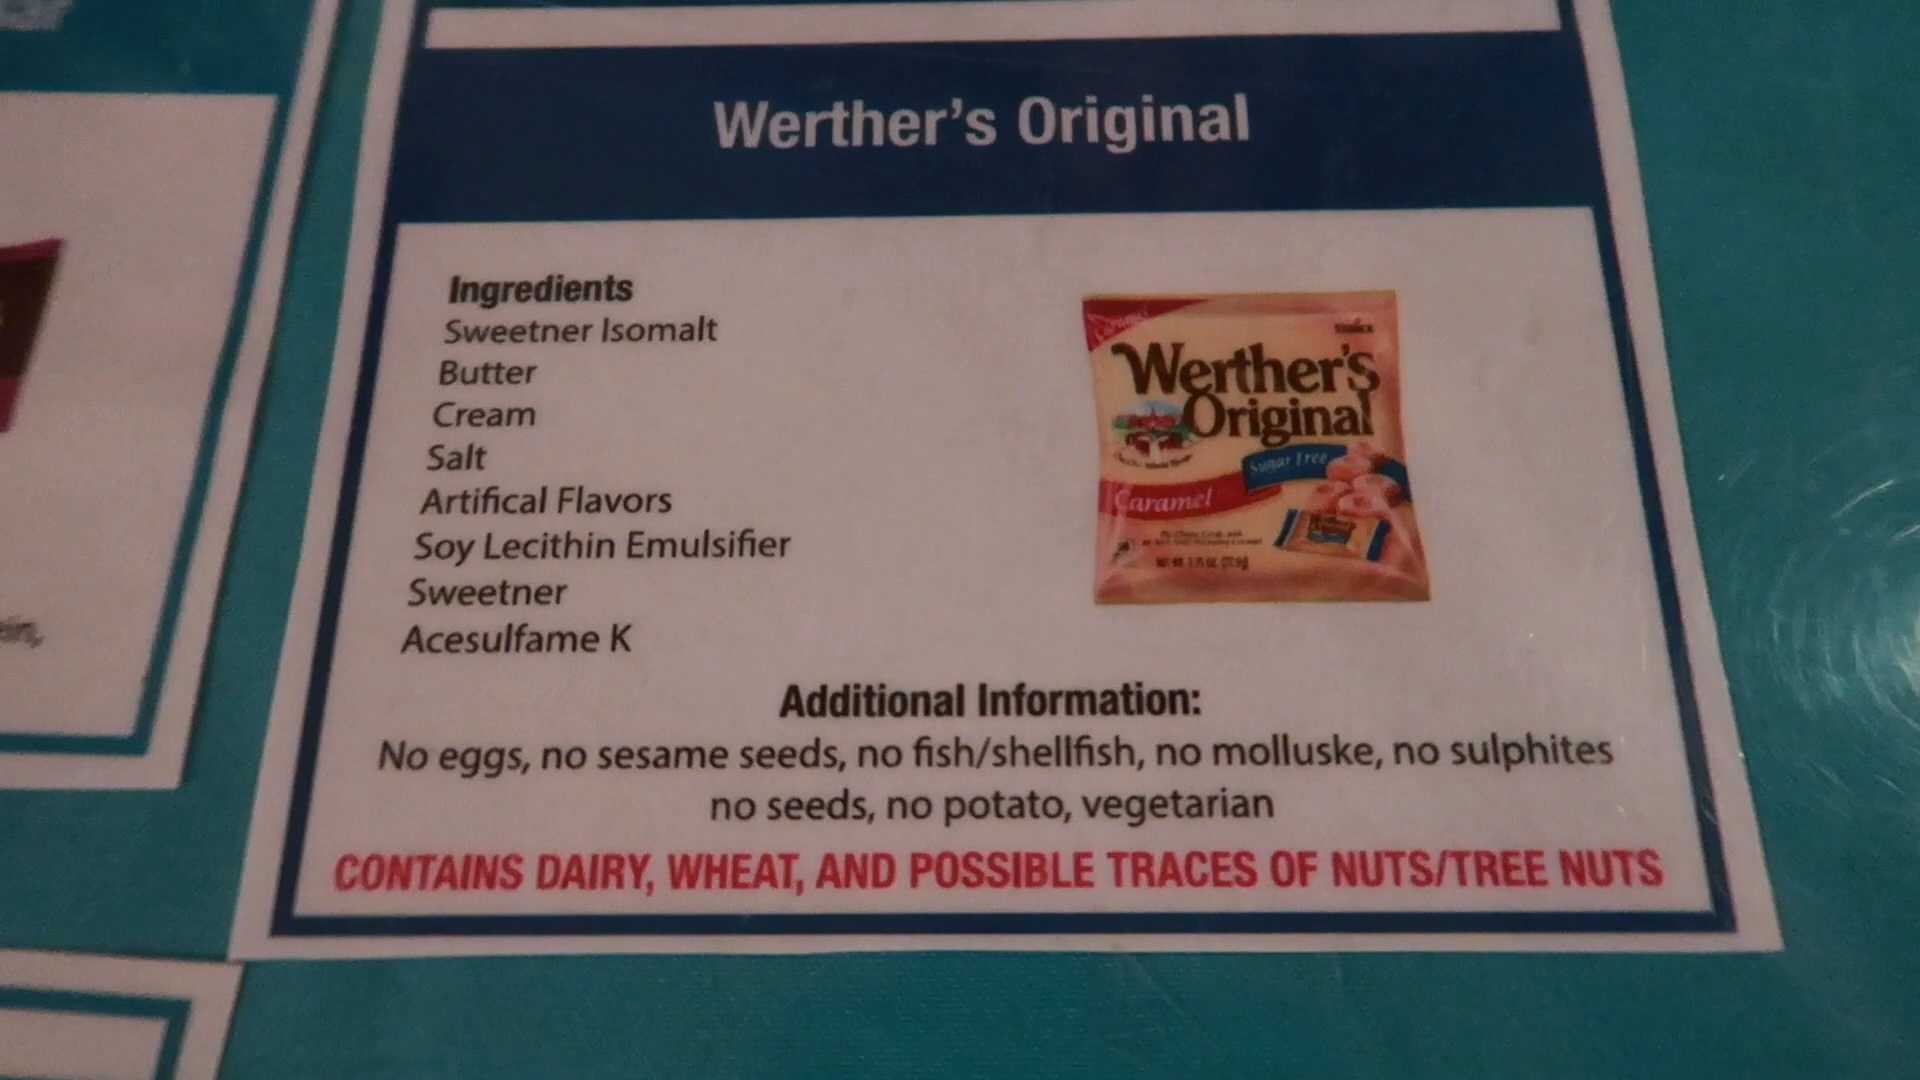 Werther's Original
Ingredients
Sweetner Isomalt
Butter
Cream
Salt
Artifical Flavors
Soy Lecithin Emulsifier
Sweetner
Acesulfame K
Werther's
Original
Sugar Free
Caramel
Additional Information:
No eggs, no sesame seeds, no fish/shellfish, no molluske, no sulphites
no seeds, no potato, vegetarian
CONTAINS DAIRY, WHEAT, AND POSSIBLE TRACES OF NUTS/TREE NUTS